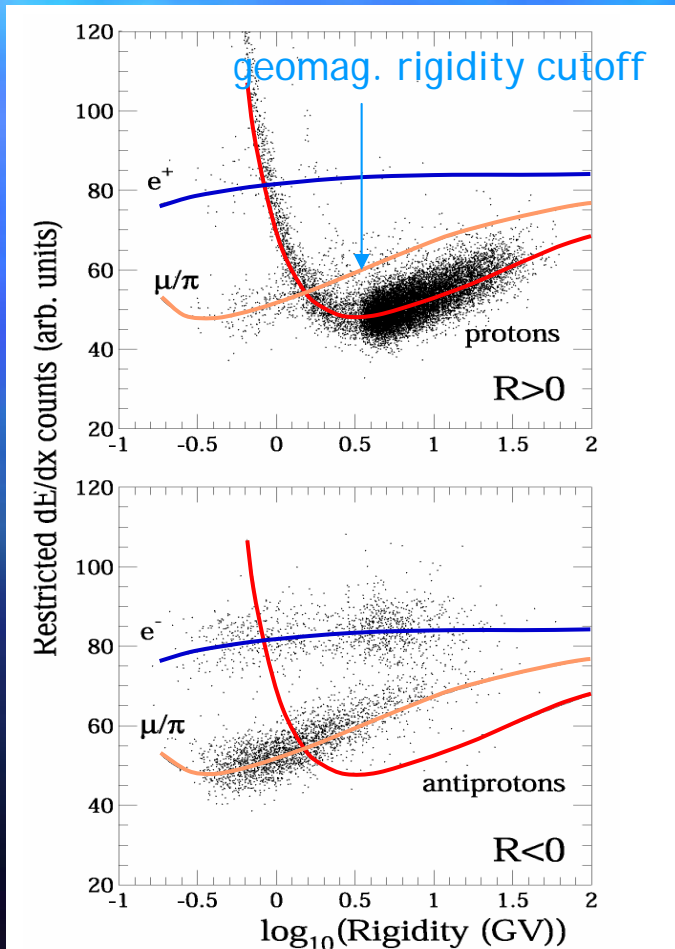 geomag. rigidity cutoff
Restricted dE/dx counts (arb. units)
120
100
80
60
40
20
e+
μ/π
protons
R>0
-1 -0.5 0 0.5 1 1.5 2
120
100
80
60
40
20
e-
μ/π
antiprotons
R<0
-1 -0.5 0 0.5 1 1.5 2
log10(Rigidity (GV))